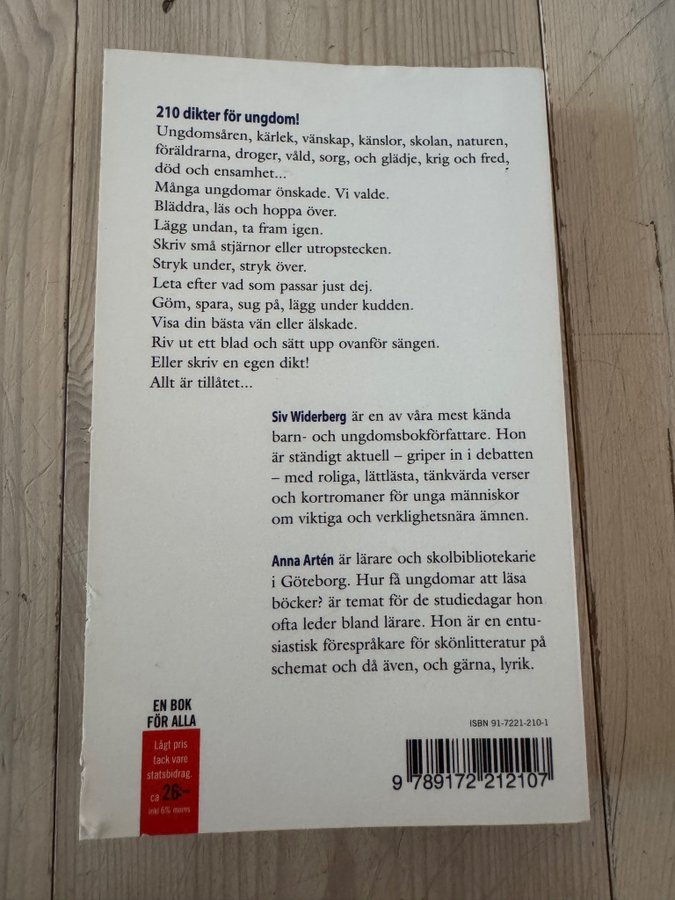 210 dikter för ungdom!
Ungdomsåren, kärlek, vänskap, känslor, skolan, naturen,
föräldrarna, droger, våld, sorg, och glädje, krig och fred,
död och ensamhet...
Många ungdomar önskade. Vi valde.
Bläddra, läs och hoppa över.
Lägg undan, ta fram igen.
Skriv små stjärnor eller utropstecken.
Stryk under, stryk över.
Leta efter vad som passar just dej.
Göm, spara, sug på, lägg under kudden.
Visa din bästa vän eller älskade.
Riv ut ett blad och sätt upp ovanför sängen.
Eller skriv en egen dikt!
Allt är tillåtet...
Siv Widerberg är en av våra mest kända
barn- och ungdomsbokförfattare. Hon
är ständigt aktuell – griper in i debatten
– med roliga, lättlästa, tänkvärda verser
och kortromaner för unga människor
om viktiga och verklighetsnära ämnen.
Anna Artén är lärare och skolbibliotekarie
i Göteborg. Hur få ungdomar att läsa
böcker? är temat för de studiedagar hon
ofta leder bland lärare. Hon är en entu-
siastisk förespråkare för skönlitteratur på
schemat och då även, och gärna, lyrik.
EN BOK
FÖR ALLA
Lågt pris
tack vare
statsbidrag.
ca 26:-
inkl 6% moms
ISBN 91-7221-210-1
9 789172 212107